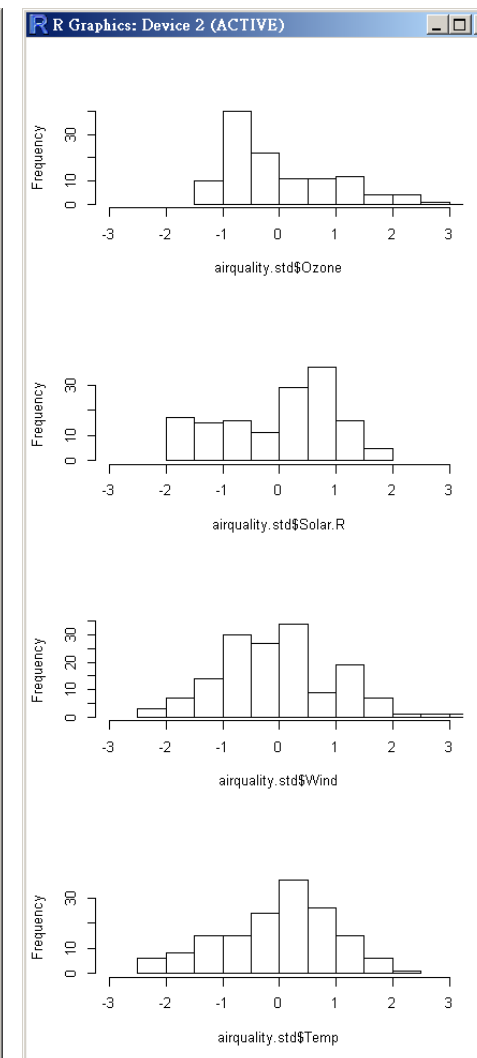 R R Graphics: Device 2 (ACTIVE)
Frequency
30
10
0
-3 -2 -1 0 1 2 3
airquality.std$Ozone
Frequency
30
10
0
-3 -2 -1 0 1 2 3
airquality.std$Solar.R
Frequency
30
20
10
0
-3 -2 -1 0 1 2 3
airquality.std$Wind
Frequency
30
10
0
-3 -2 -1 0 1 2 3
airquality.std$Temp